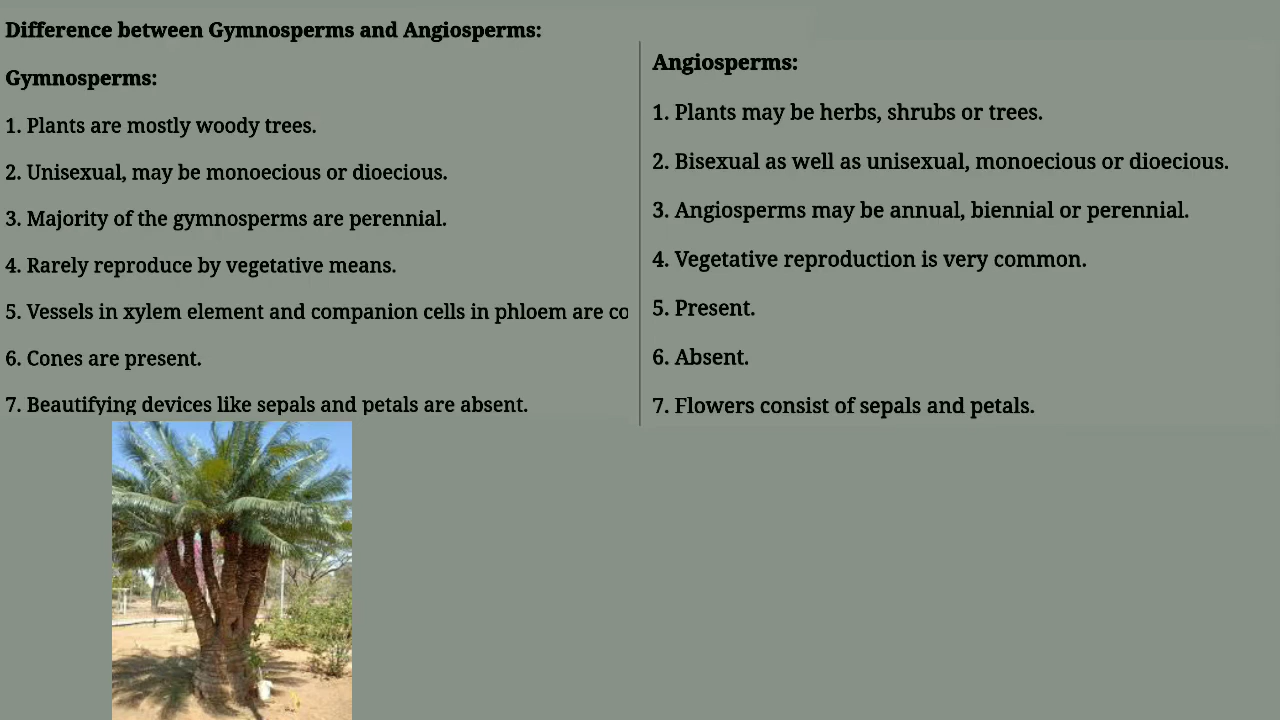 Difference between Gymnosperms and Angiosperms:
Gymnosperms:
1. Plants are mostly woody trees.
2. Unisexual, may be monoecious or dioecious.
3. Majority of the gymnosperms are perennial.
4. Rarely reproduce by vegetative means.
5. Vessels in xylem element and companion cells in phloem are
6. Cones are present.
7. Beautifying devices like sepals and petals are absent.
Angiosperms:
1. Plants may be herbs, shrubs or trees.
2. Bisexual as well as unisexual, monoecious or dioecious.
3. Angiosperms may be annual, biennial or perennial.
4. Vegetative reproduction is very common.
5. Present.
6. Absent.
7. Flowers consist of sepals and petals.